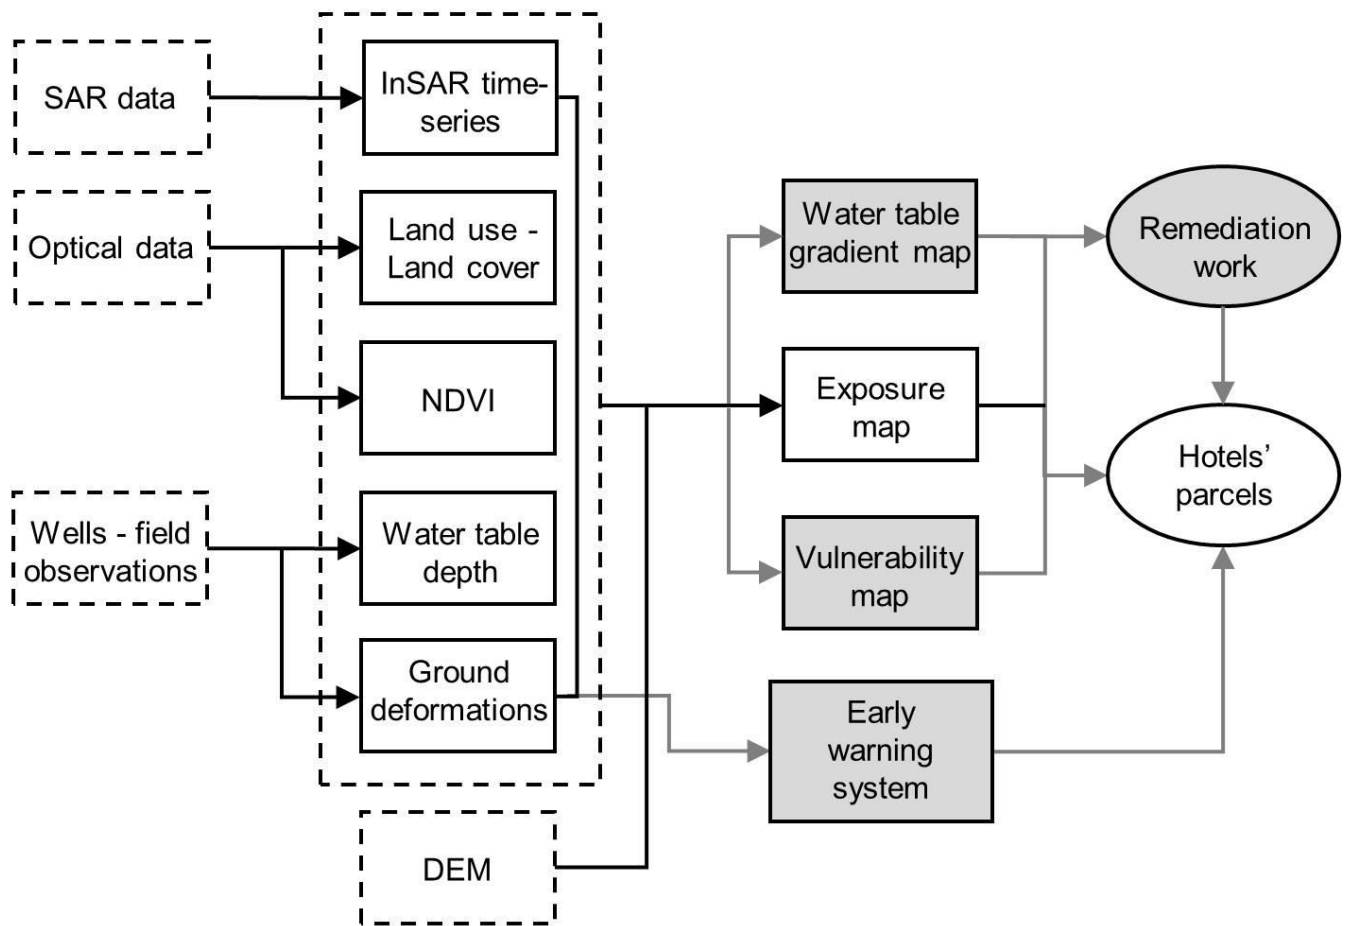 SAR data
InSAR time-
series
Optical data
Land use -
Land cover
NDVI
Wells - field
observations
Water table
depth
Ground
deformations
DEM
Water table
gradient map
Exposure
map
Vulnerability
map
Early
warning
system
Remediation
work
Hotels’
parcels